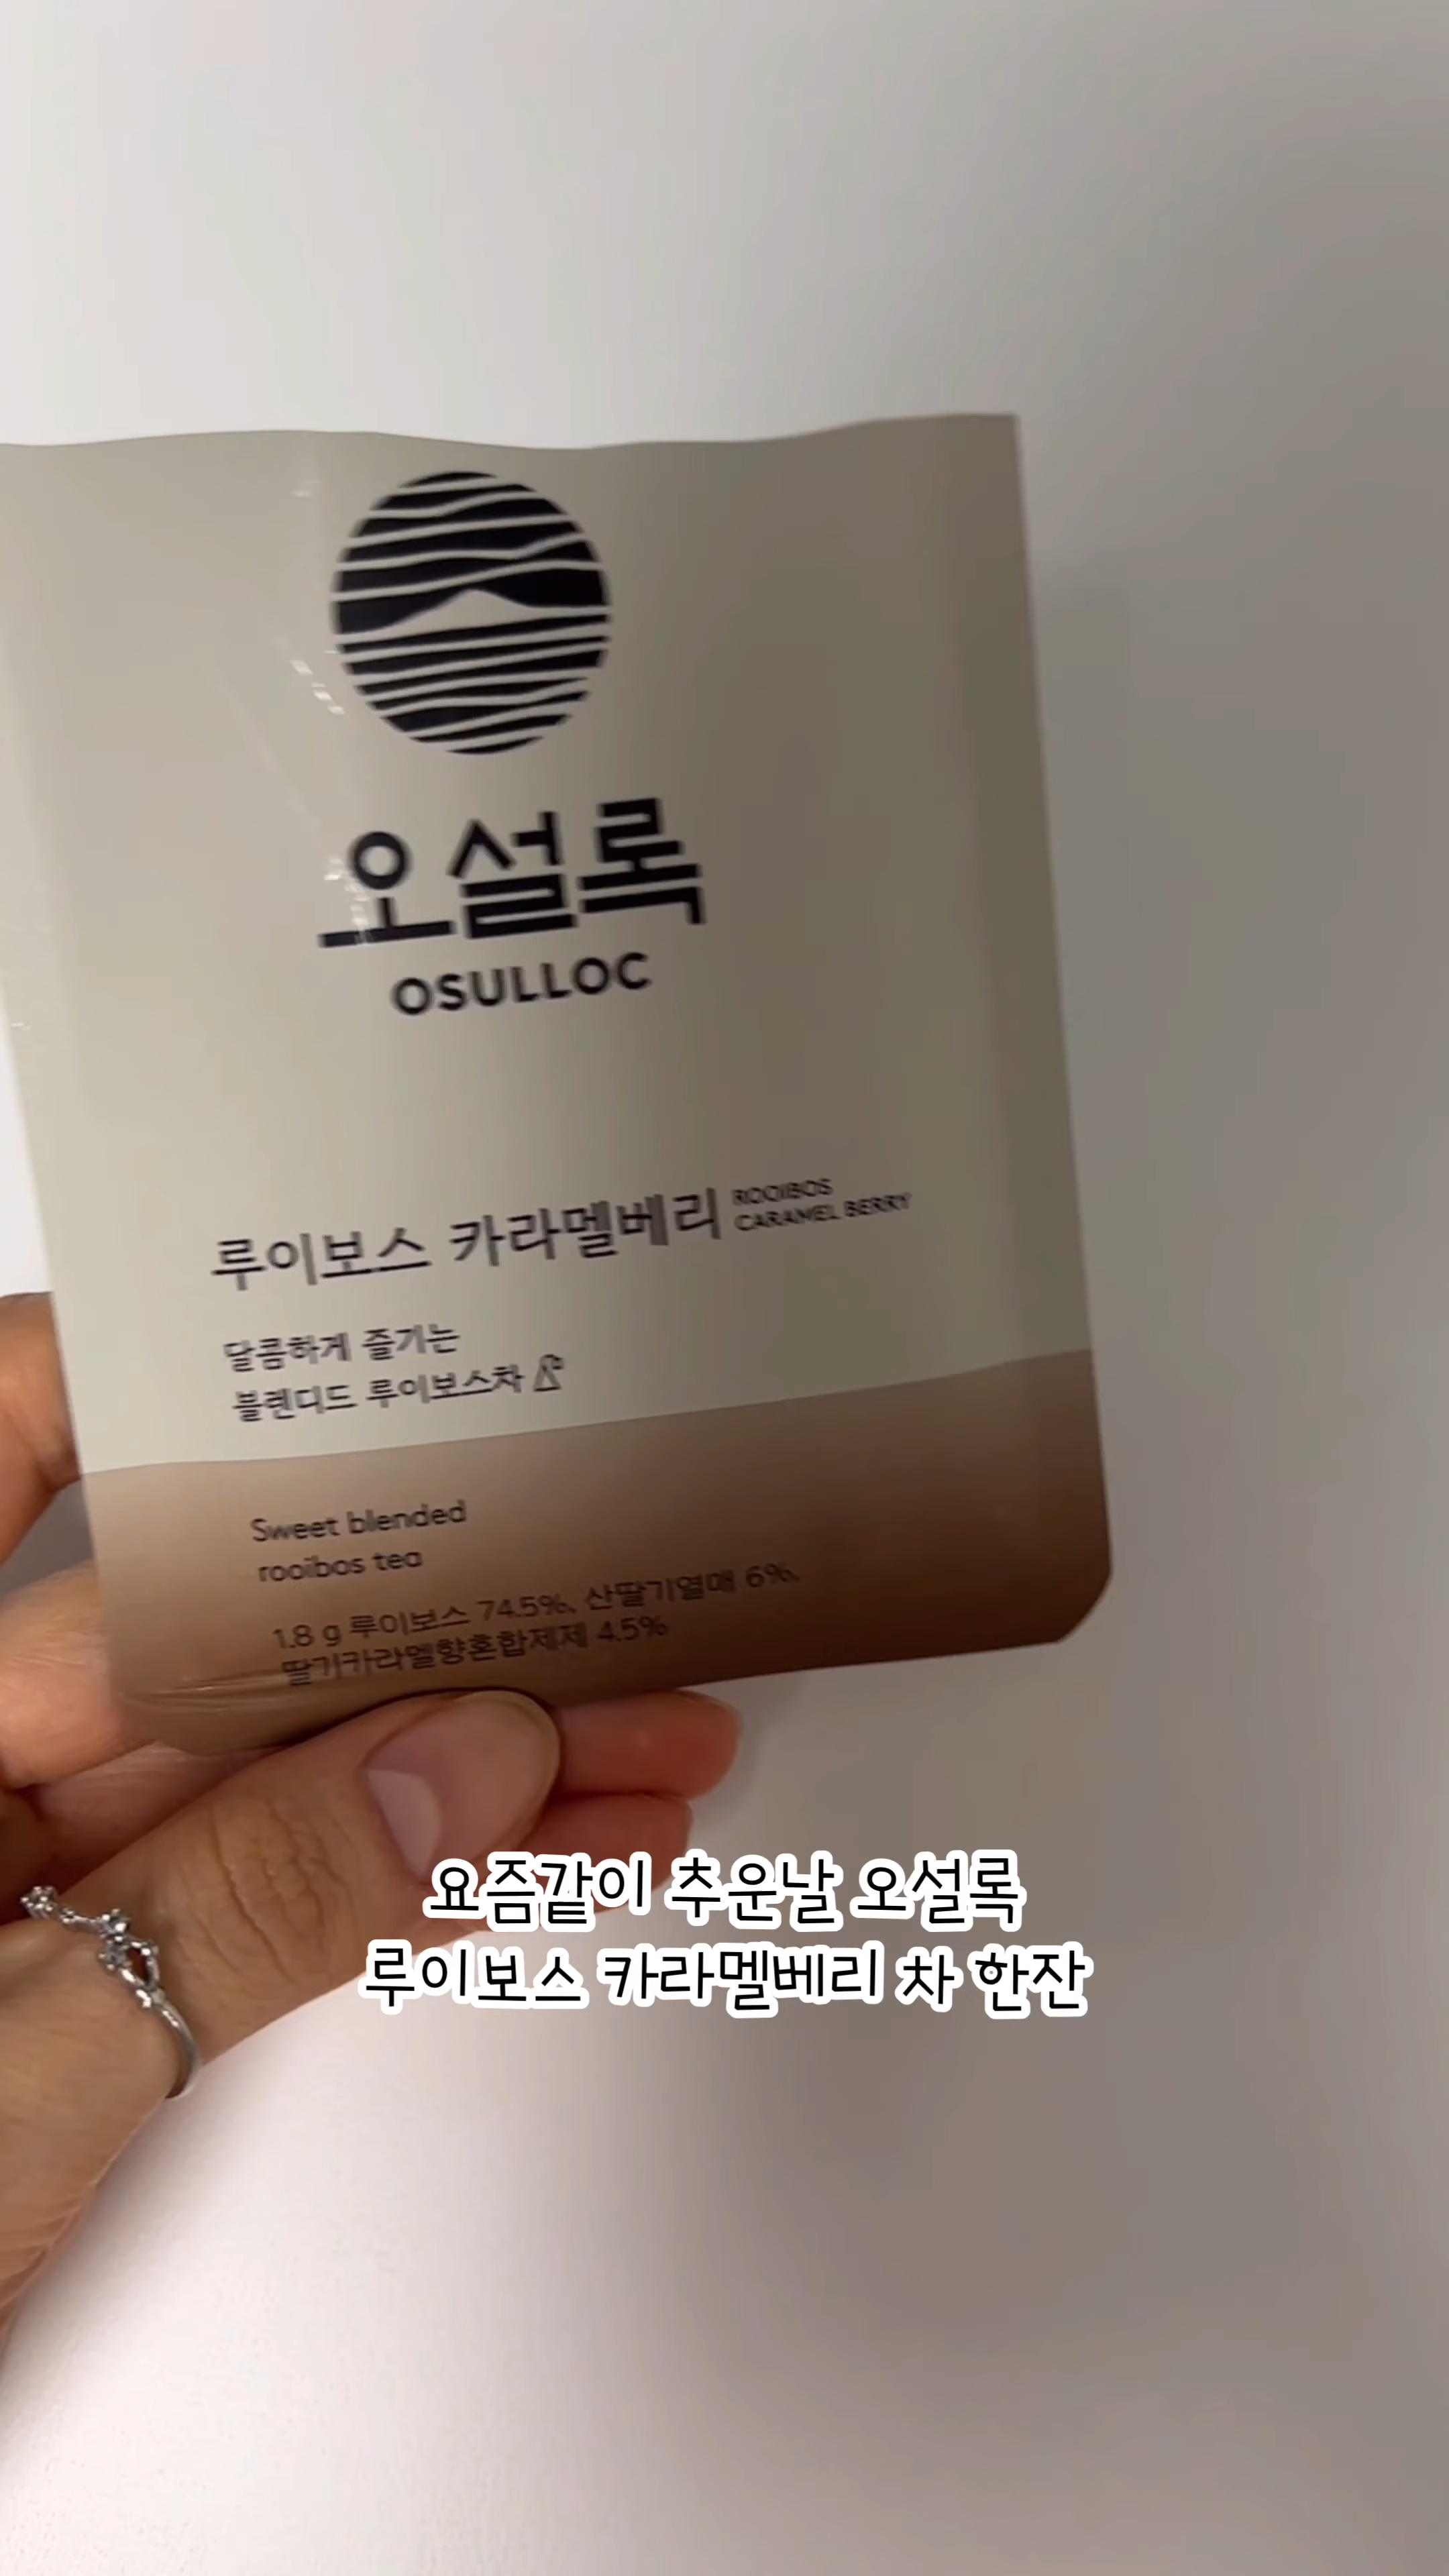 오설록
OSULLOC
루이보스 카라멜베리 ROOIBOS
CARAMEL BERRY
달콤하게 즐기는
블렌디드 루이보스차
Sweet blended
rooibos tea
1.8 g 루이보스 74.5%, 산딸기열매 6%,
딸기카라멜향혼합제제 4.5%
요즘같이 추운날 오설록
루이보스 카라멜베리 차 한잔